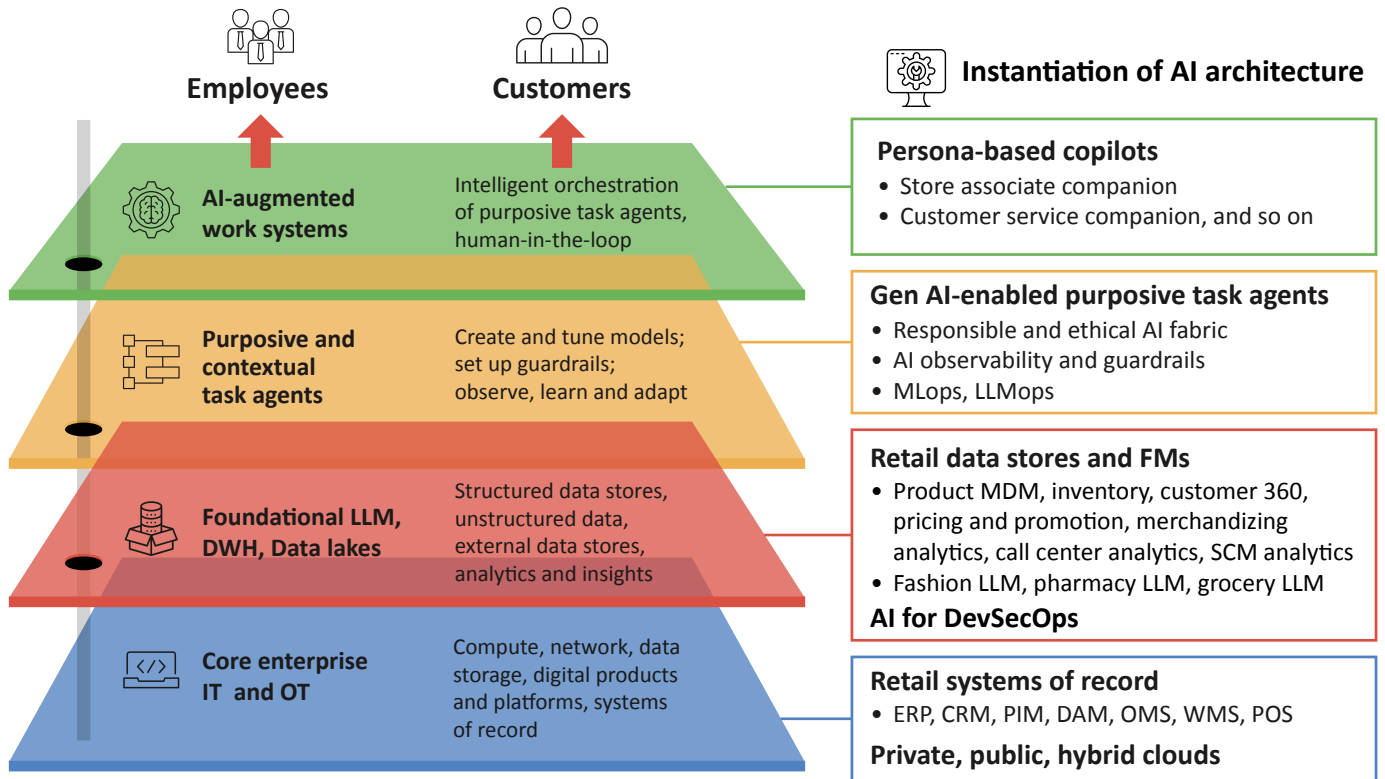 Employees
Customers
Instantiation of AI architecture
AI-augmented
work systems
Intelligent orchestration
of purposive task agents,
human-in-the-loop
Persona-based copilots
• Store associate companion
• Customer service companion, and so on
Purposive and
contextual
task agents
Create and tune models;
set up guardrails;
observe, learn and adapt
Gen AI-enabled purposive task agents
• Responsible and ethical AI fabric
• AI observability and guardrails
• MLops, LLMops
Foundational LLM,
DWH, Data lakes
Structured data stores,
unstructured data,
external data stores,
analytics and insights
Retail data stores and FMs
• Product MDM, inventory, customer 360,
pricing and promotion, merchandizing
analytics, call center analytics, SCM analytics
• Fashion LLM, pharmacy LLM, grocery LLM
AI for DevSecOps
Core enterprise
IT and OT
Compute, network, data
storage, digital products
and platforms, systems
of record
Retail systems of record
• ERP, CRM, PIM, DAM, OMS, WMS, POS
Private, public, hybrid clouds